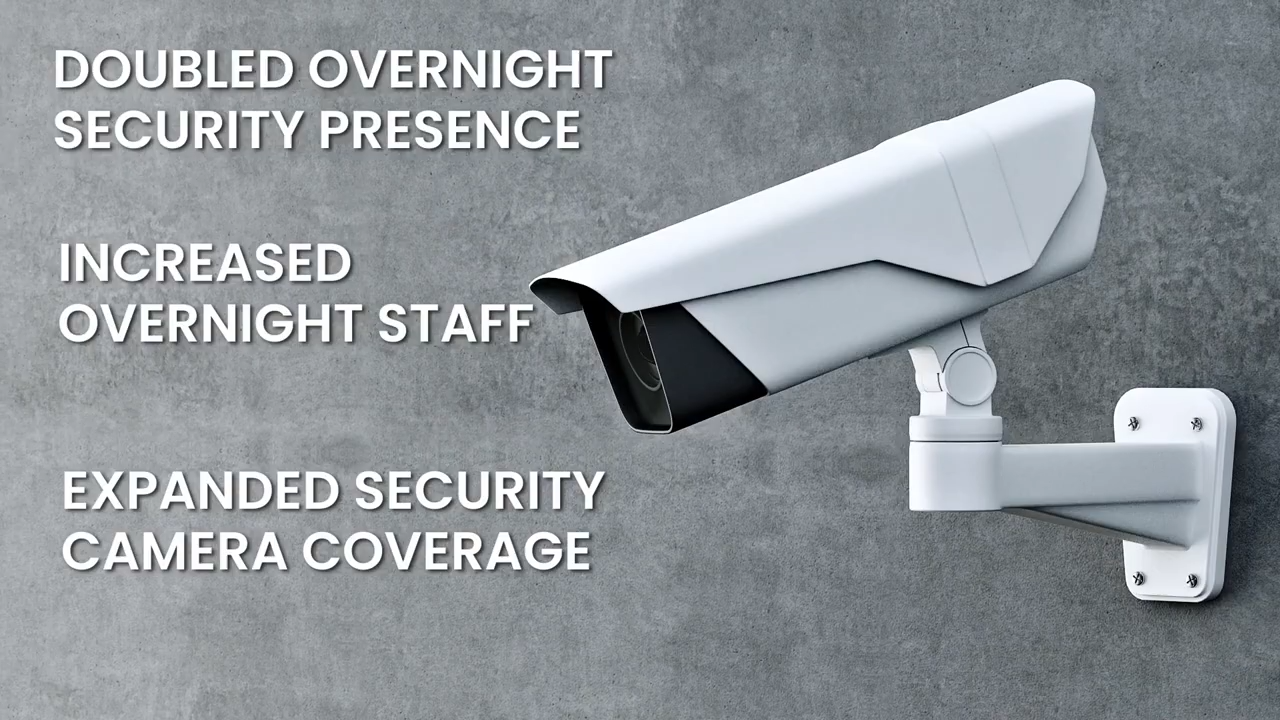 DOUBLED OVERNIGHT
SECURITY PRESENCE
INCREASED
OVERNIGHT STAFF
EXPANDED SECURITY
CAMERA COVERAGE